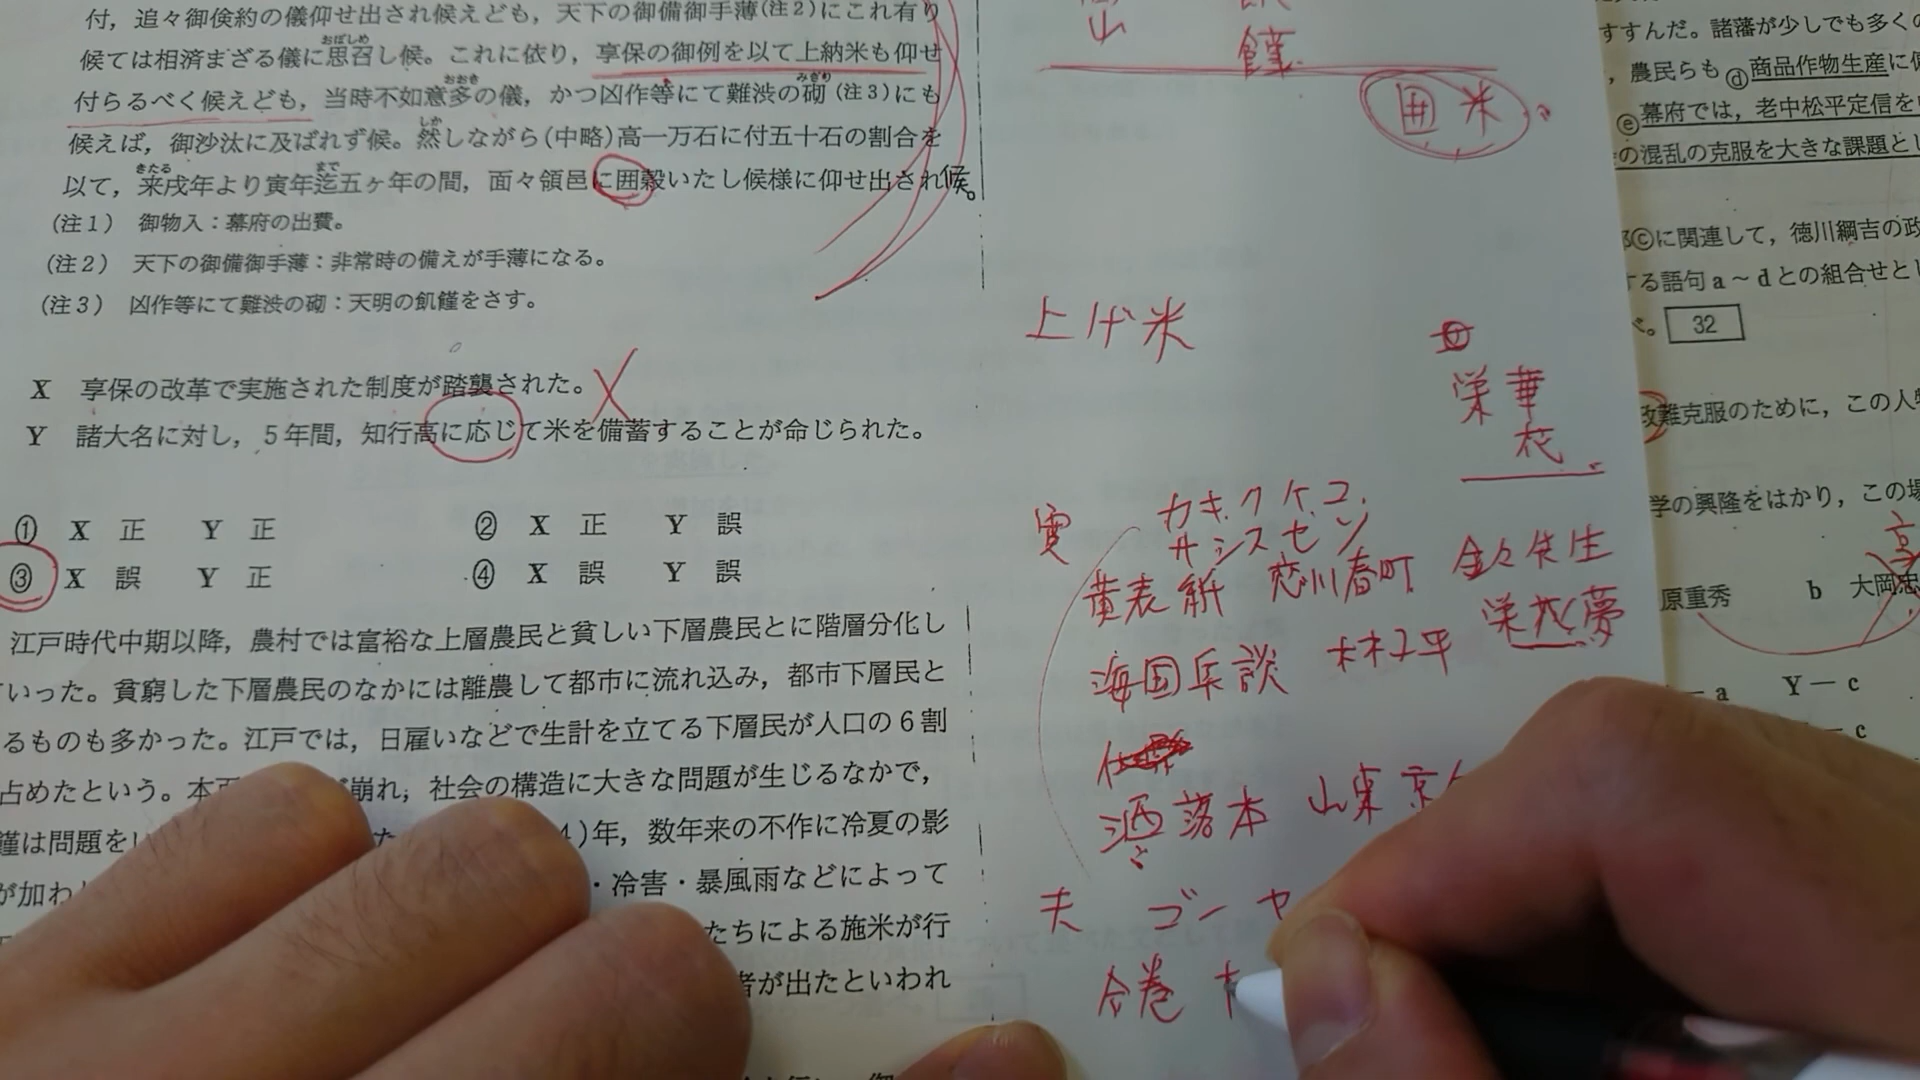 付，追々御倹約の儀仰せ出され候えども，天下の御備御手薄(注2)にこれ有り
候ては相済まざる儀に思召し候。これに依り，享保の御例を以て上納米も仰せ
付らるべく候えども，当時不如意多の儀，かつ凶作等にて難渋の砌(注3)にも
候えば，御沙汰に及ばれず候。然しながら(中略)高一万石に付五十石の割合を
以て，来戌年より寅年迄五ヶ年の間，面々領邑に囲穀いたし候様に仰せ出され候。
(注1) 御物入：幕府の出費。
(注2) 天下の御備御手薄：非常時の備えが手薄になる。
(注3) 凶作等にて難渋の砌：天明の飢饉をさす。
X 享保の改革で実施された制度が踏襲された。
Y 諸大名に対し，5年間，知行高に応じて米を備蓄することが命じられた。
① X 正 Y 正
② X 正 Y 誤
③ X 誤 Y 正
④ X 誤 Y 誤
江戸時代中期以降，農村では富裕な上層農民と貧しい下層農民とに階層分化し
いった。貧窮した下層農民のなかには離農して都市に流れ込み，都市下層民と
るものも多かった。江戸では，日雇いなどで生計を立てる下層民が人口の6割
占めたという。本百 崩れ，社会の構造に大きな問題が生じるなかで，
饉は問題を )年，数年来の不作に冷夏の影
が加わ ・冷害・暴風雨などによって
たちによる施米が行
者が出たといわれ
囲米
上げ米
栄華
花
寛
カキクケコ
サシスセソ
黄表紙 恋川春町 金々先生
栄花夢
海国兵談 林子平
洒落本 山東京
夫 ゴーヤ
合巻
すすんだ。諸藩が少しでも多くの
，農民らもⓓ商品作物生産に
ⓔ幕府では，老中松平定信を
の混乱の克服を大きな課題とし
ⓒに関連して，徳川綱吉の政
する語句a～dとの組合せとし
。 32
難克服のために，この人物
学の興隆をはかり，この場
原重秀 b 大岡忠
－a Y－c
c